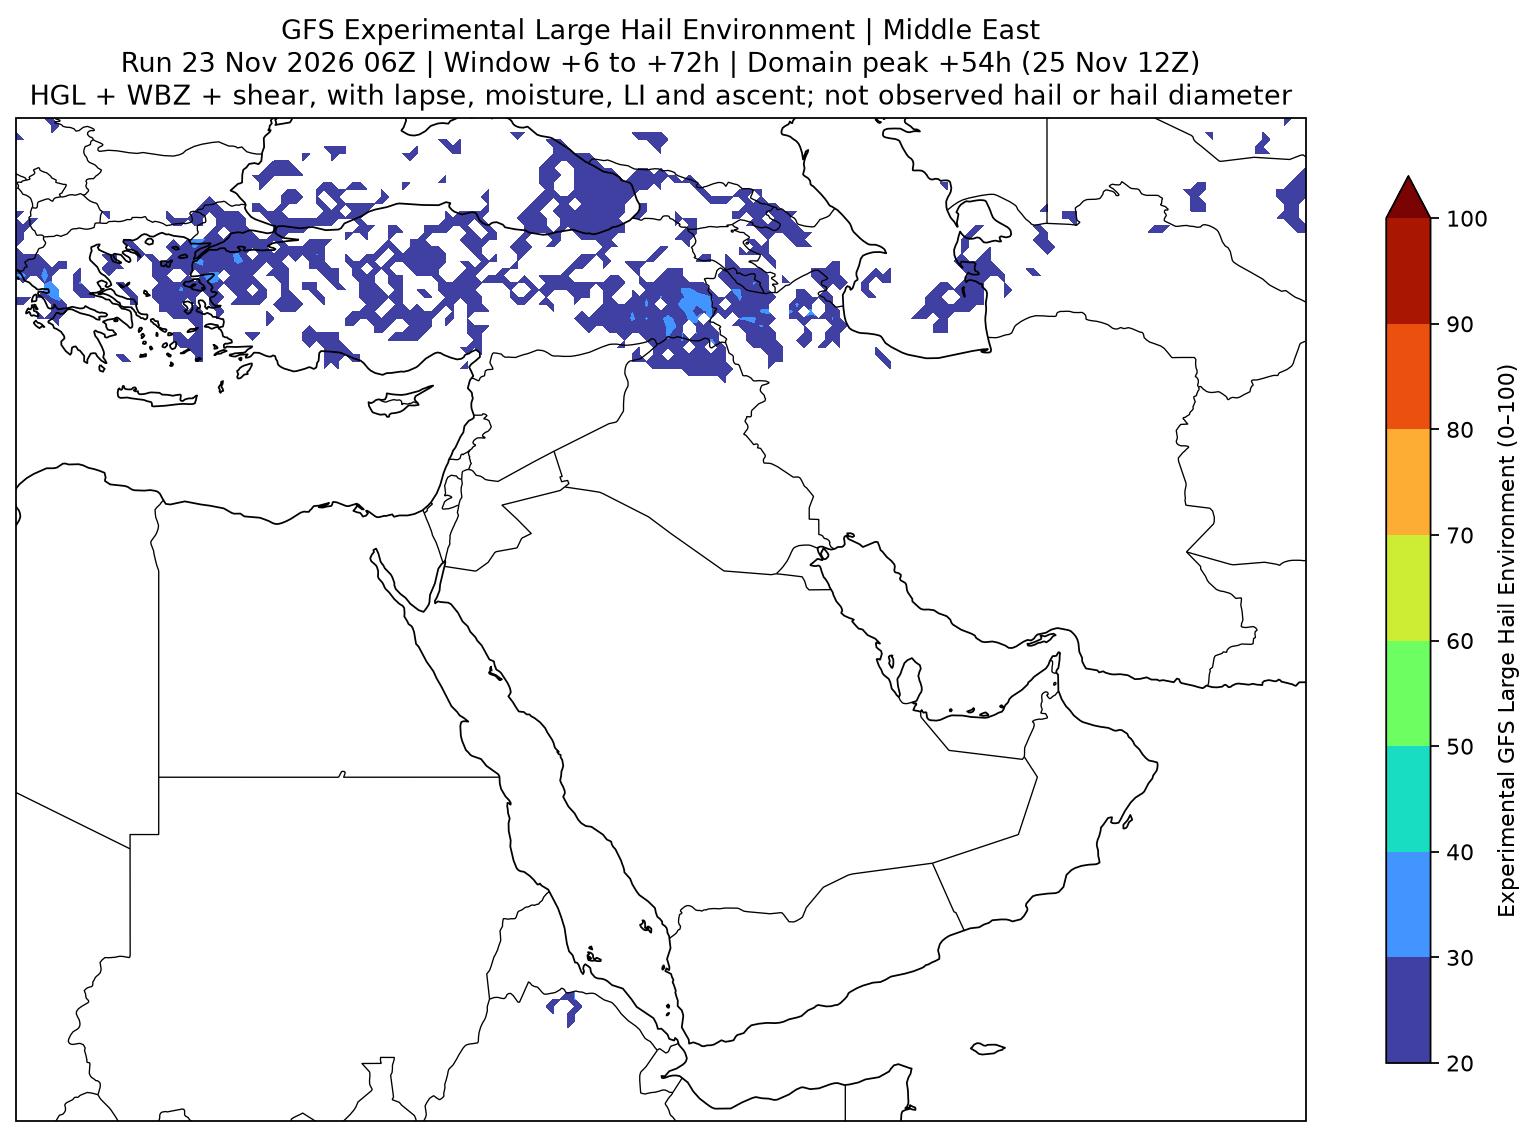 GFS Experimental Large Hail Environment | Middle East
Run 23 Nov 2026 06Z | Window +6 to +72h | Domain peak +54h (25 Nov 12Z)
HGL + WBZ + shear, with lapse, moisture, LI and ascent; not observed hail or hail diameter
100
90
80
70
60
50
40
30
20
Experimental GFS Large Hail Environment (0–100)